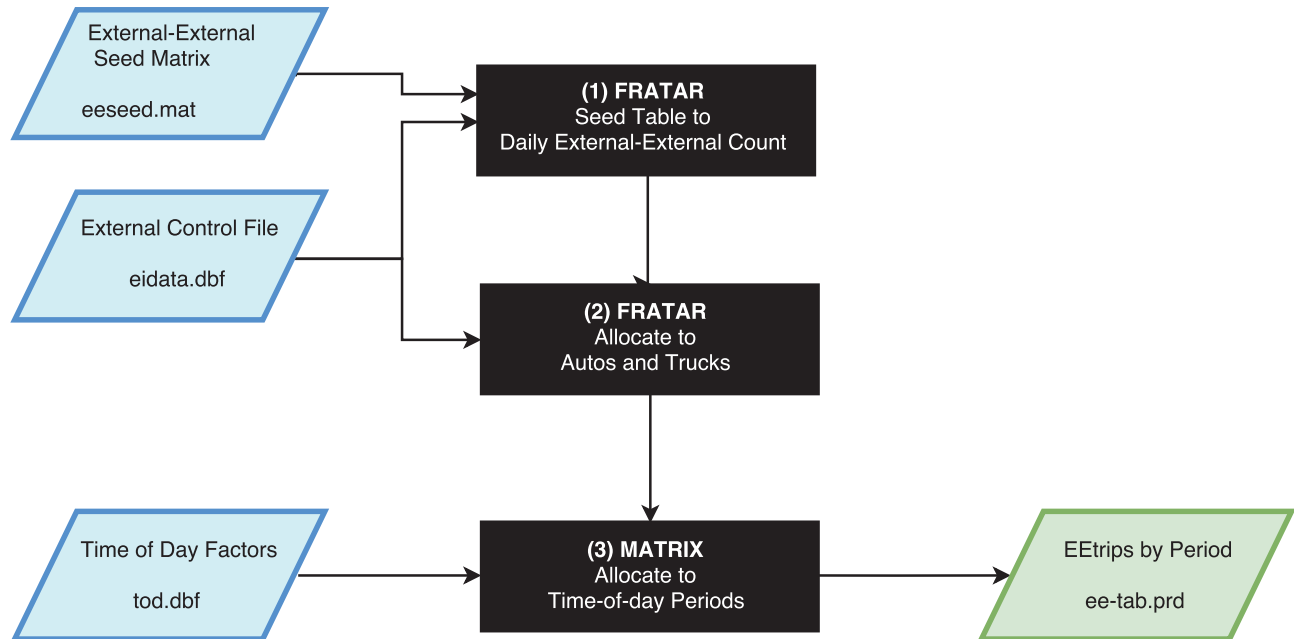 External-External
Seed Matrix
eeseed.mat
(1) FRATAR
Seed Table to
Daily External-External Count
External Control File
eidata.dbf
(2) FRATAR
Allocate to
Autos and Trucks
Time of Day Factors
tod.dbf
(3) MATRIX
Allocate to
Time-of-day Periods
EEtrips by Period
ee-tab.prd